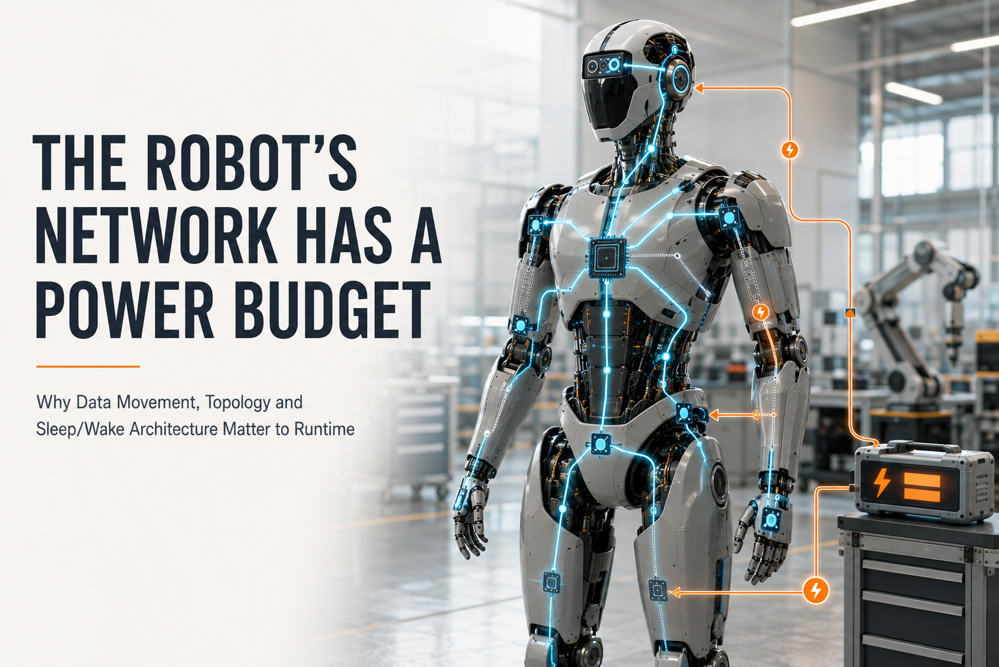 THE ROBOT'S
NETWORK HAS A
POWER BUDGET
Why Data Movement, Topology and
Sleep/Wake Architecture Matter to Runtime